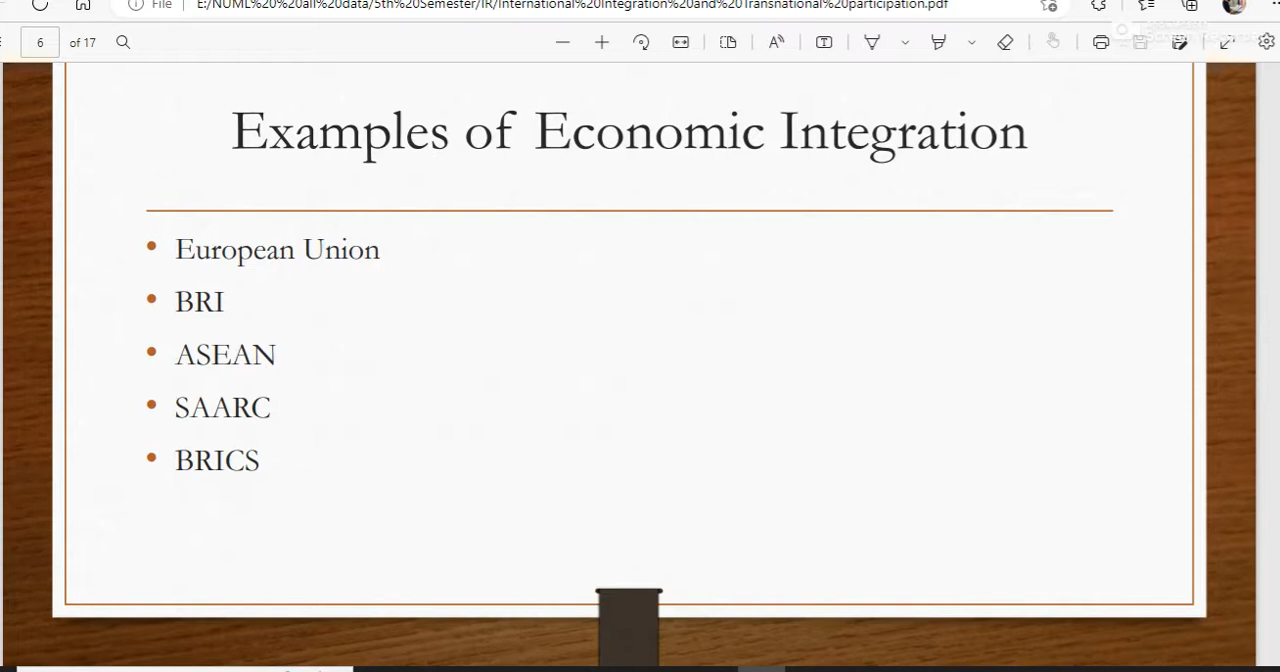 File E:/NUML%20%20all%20data/5th%20Semester/IR/International%20Integration%20and%20Transnational%20participation.pdf
6 of 17
Examples of Economic Integration
• European Union
• BRI
• ASEAN
• SAARC
• BRICS